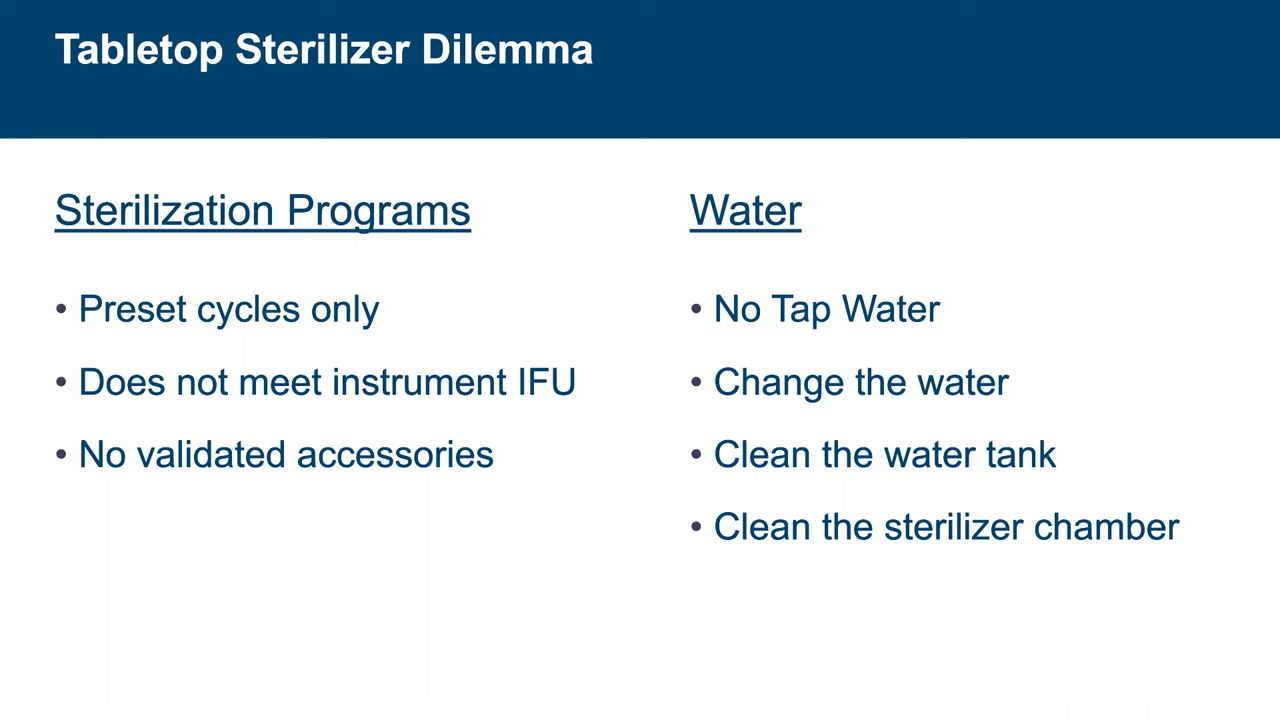 Tabletop Sterilizer Dilemma
Sterilization Programs
• Preset cycles only
• Does not meet instrument IFU
• No validated accessories
Water
• No Tap Water
• Change the water
• Clean the water tank
• Clean the sterilizer chamber